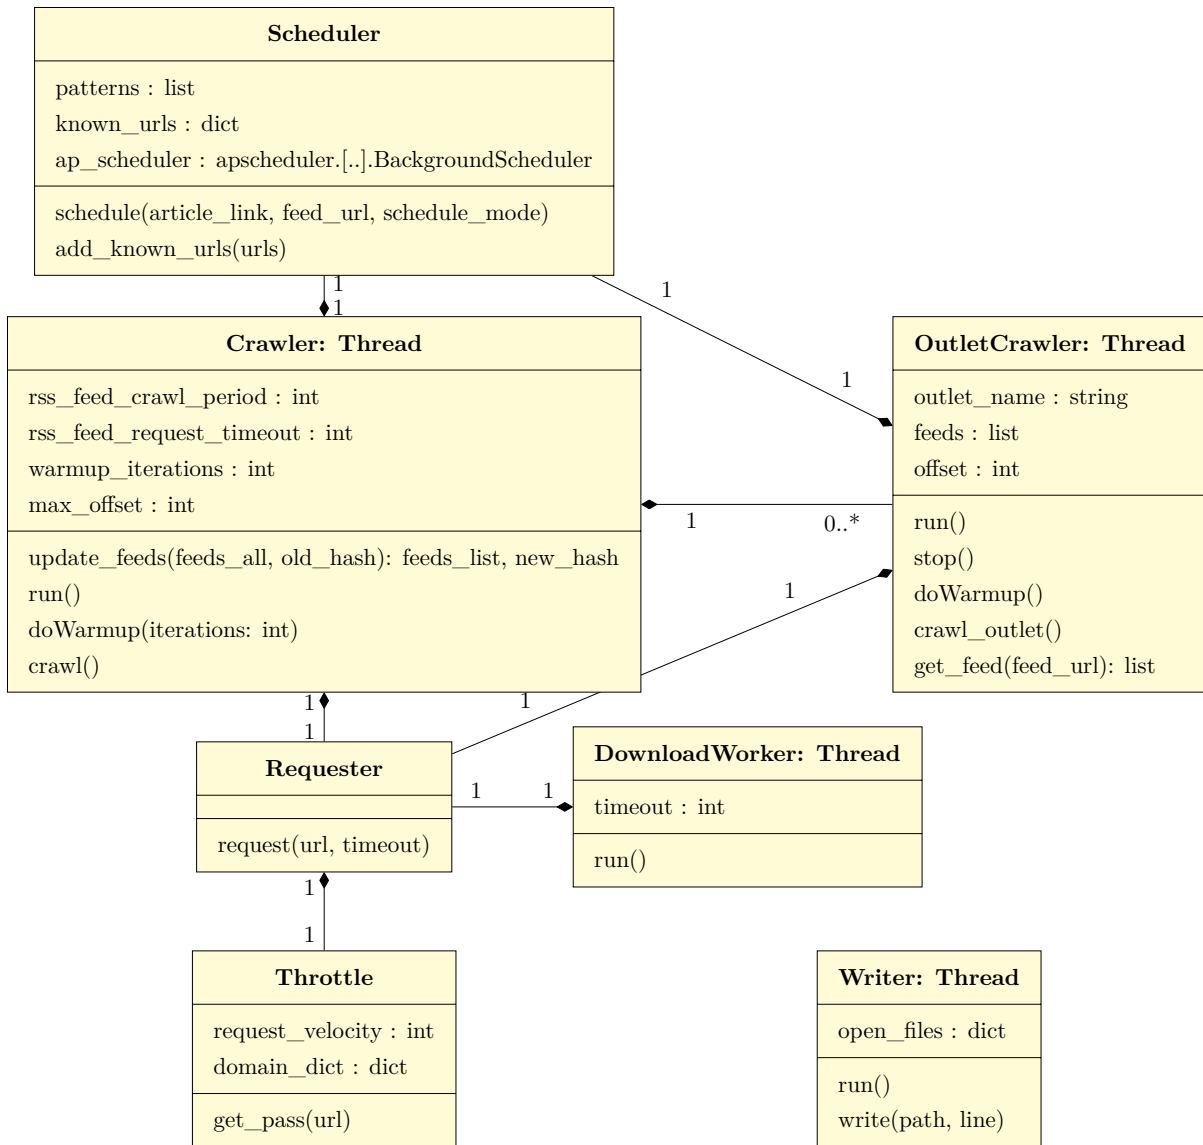 Scheduler
patterns : list
known_urls : dict
ap_scheduler : apscheduler.[..].BackgroundScheduler
schedule(article_link, feed_url, schedule_mode)
add_known_urls(urls)
1
1
1
1
Crawler: Thread
rss_feed_crawl_period : int
rss_feed_request_timeout : int
warmup_iterations : int
max_offset : int
update_feeds(feeds_all, old_hash): feeds_list, new_hash
run()
doWarmup(iterations: int)
crawl()
OutletCrawler: Thread
outlet_name : string
feeds : list
offset : int
run()
stop()
doWarmup()
crawl_outlet()
get_feed(feed_url): list
1
0..*
1
1
1
1
Requester
request(url, timeout)
1
1
DownloadWorker: Thread
timeout : int
run()
1
1
Throttle
request_velocity : int
domain_dict : dict
get_pass(url)
Writer: Thread
open_files : dict
run()
write(path, line)